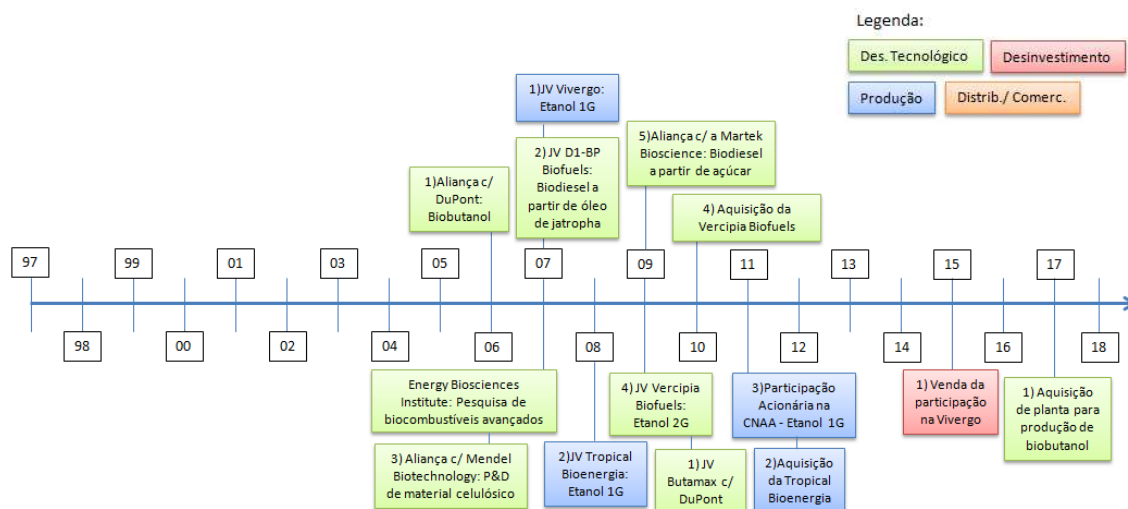 Legenda:
Des. Tecnológico
Desinvestimento
Produção
Distrib./ Comerc.
1)JV Vivergo:
Etanol 1G
2) JV D1-BP
Biofuels:
Biodiesel a
partir de óleo
de jatropha
5)Aliança c/ a Martek
Bioscience: Biodiesel
a partir de açúcar
1)Aliança c/
DuPont:
Biobutanol
4) Aquisição da
Vercipia Biofuels
97
99
01
03
05
07
09
11
13
15
17
98
00
02
04
06
08
10
12
14
16
18
Energy Biosciences
Institute: Pesquisa de
biocombustíveis avançados
3) Aliança c/ Mendel
Biotechnology: P&D
de material celulósico
2)JV Tropical
Bioenergia:
Etanol 1G
4) JV Vercipia
Biofuels:
Etanol 2G
1) JV
Butamax c/
DuPont
3)Participação
Acionária na
CNAA - Etanol 1G
2)Aquisição
da Tropical
Bioenergia
1) Venda da
participação
na Vivergo
1) Aquisição
de planta para
produção de
biobutanol